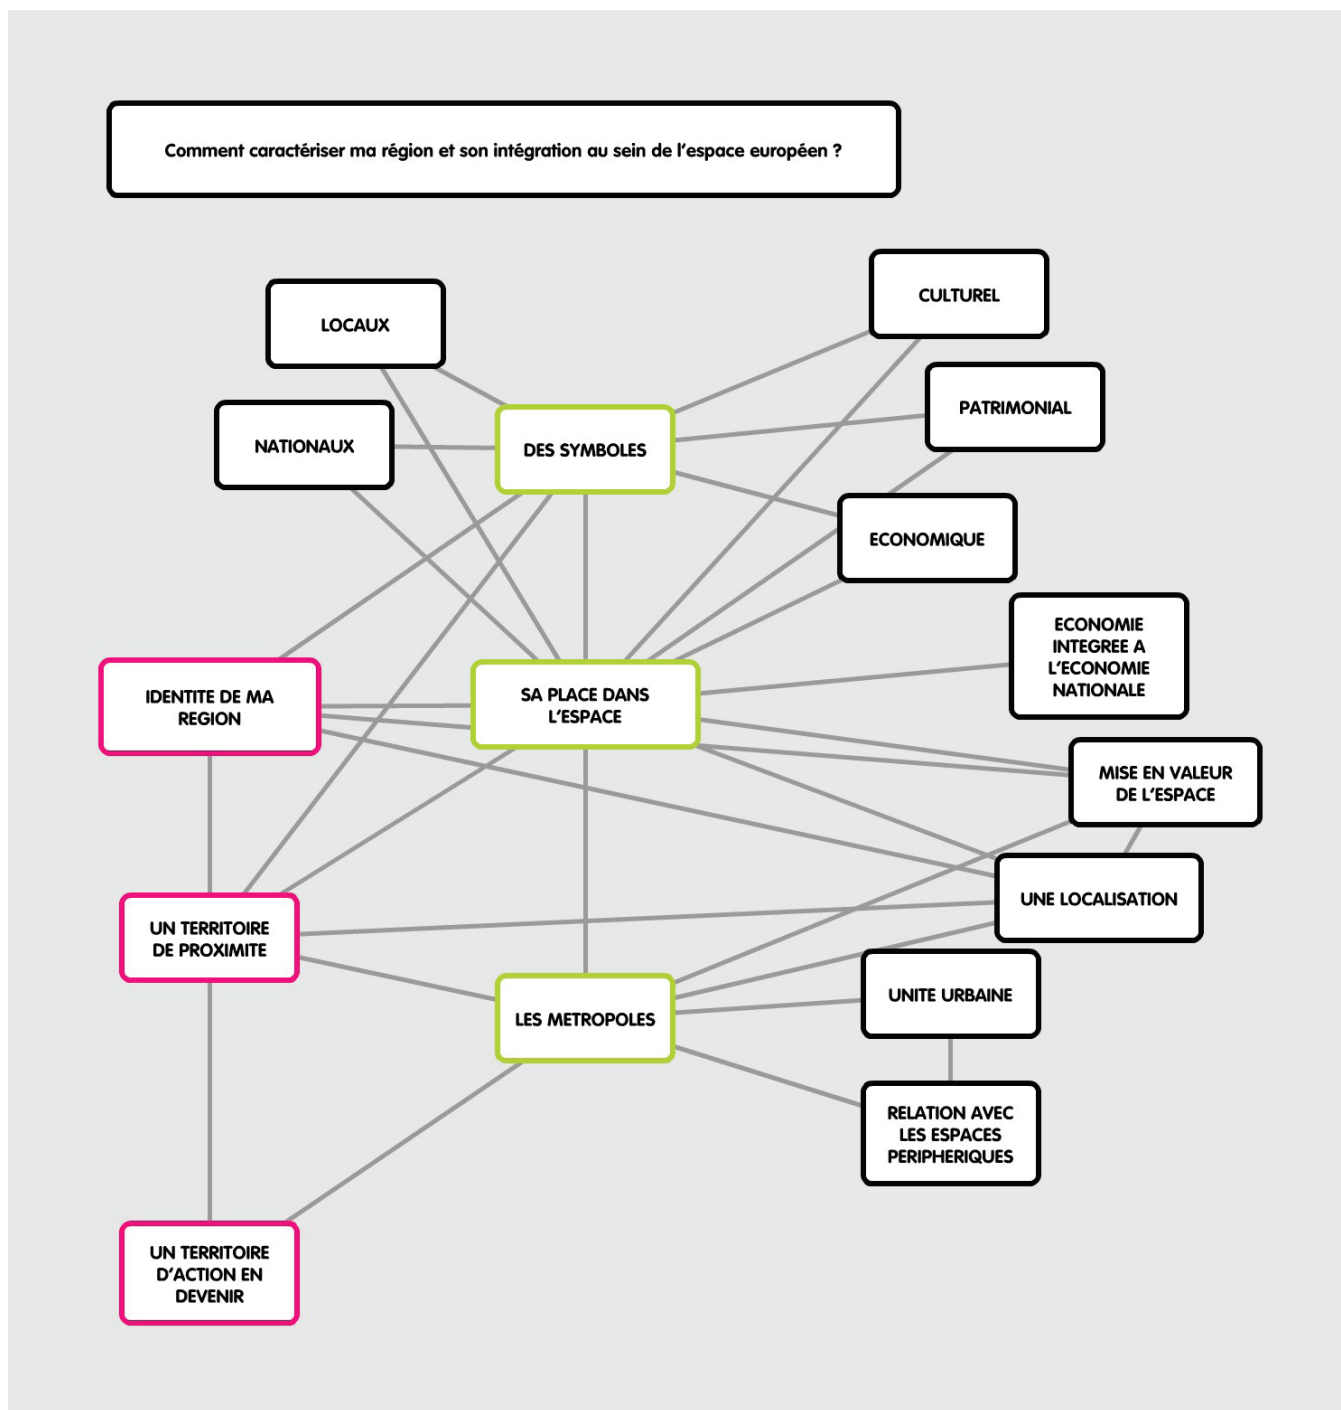 Comment caractériser ma région et son intégration au sein de l'espace européen ?
CULTUREL
LOCAUX
PATRIMONIAL
NATIONAUX
DES SYMBOLES
ECONOMIQUE
ECONOMIE
INTEGREE A
L'ECONOMIE
NATIONALE
IDENTITE DE MA
REGION
SA PLACE DANS
L'ESPACE
MISE EN VALEUR
DE L'ESPACE
UNE LOCALISATION
UN TERRITOIRE
DE PROXIMITE
UNITE URBAINE
LES METROPOLES
RELATION AVEC
LES ESPACES
PERIPHERIQUES
UN TERRITOIRE
D'ACTION EN
DEVENIR